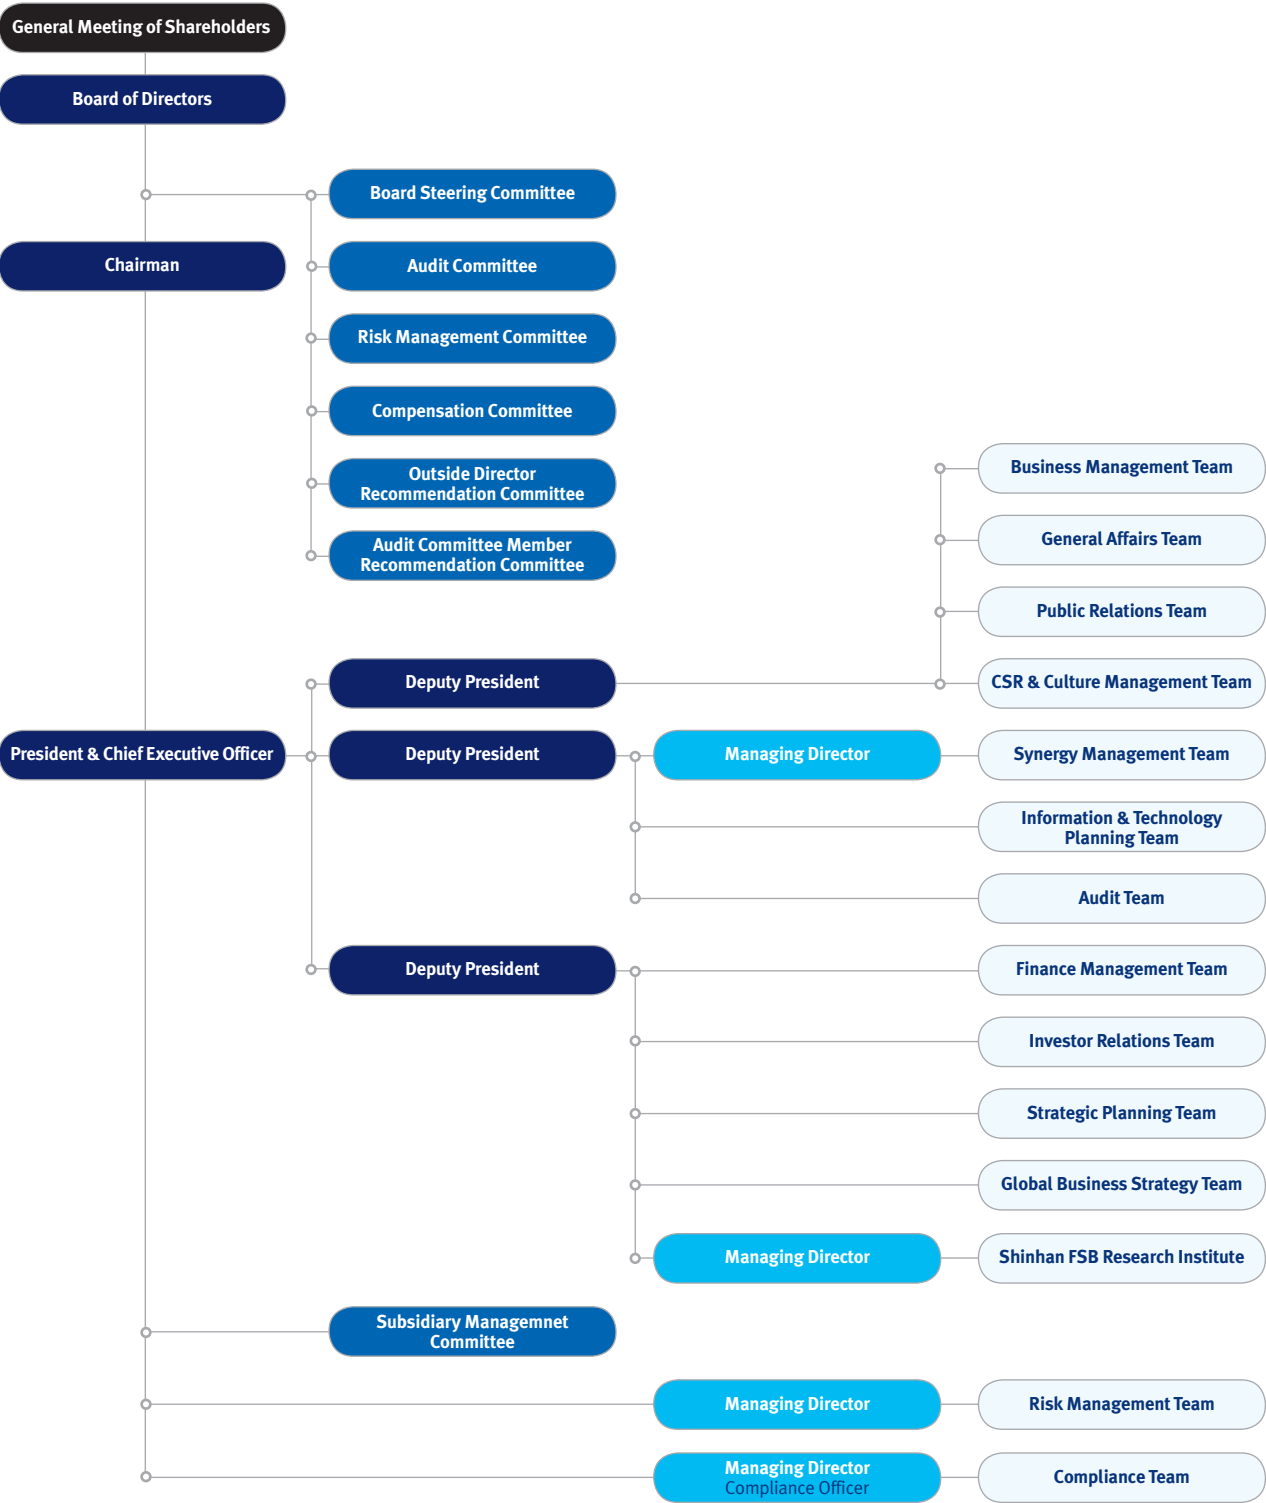 General Meeting of Shareholders
Board of Directors
Board Steering Committee
Chairman
Audit Committee
Risk Management Committee
Compensation Committee
Outside Director
Recommendation Committee
Audit Committee Member
Recommendation Committee
Business Management Team
General Affairs Team
Public Relations Team
Deputy President
CSR & Culture Management Team
President & Chief Executive Officer
Deputy President
Managing Director
Synergy Management Team
Information & Technology
Planning Team
Audit Team
Deputy President
Finance Management Team
Investor Relations Team
Strategic Planning Team
Global Business Strategy Team
Managing Director
Shinhan FSB Research Institute
Subsidiary Managemnet
Committee
Managing Director
Risk Management Team
Managing Director
Compliance Officer
Compliance Team